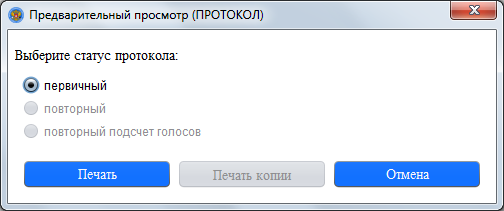 Предварительный просмотр (ПРОТОКОЛ)
Выберите статус протокола:
первичный
повторный
повторный подсчет голосов
Печать Печать копии Отмена